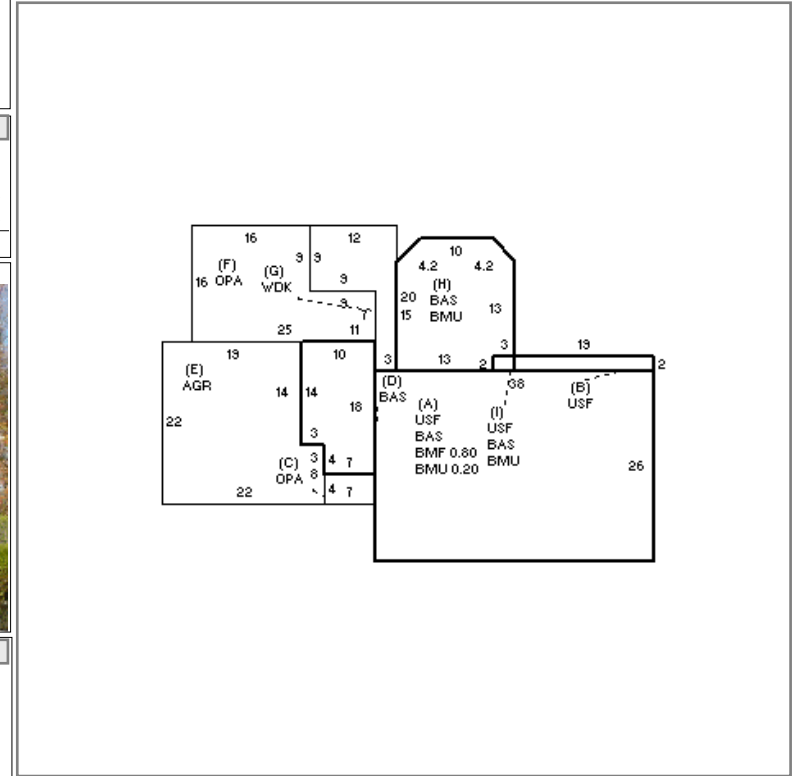 16
12
9
9
(F)
OPA
(G)
WDK
16
9
9
7
25
11
10
4.2
4.2
(H)
BAS
BMU
20
15
13
3
19
3
13
2
2
19
10
(E)
AGR
14
14
18
22
3
3
4
7
(C)
OPA
8
4
7
22
(D)
BAS
(A)
USF
BAS
BMF 0.80
BMU 0.20
38
(I)
USF
BAS
BMU
(B)
USF
26